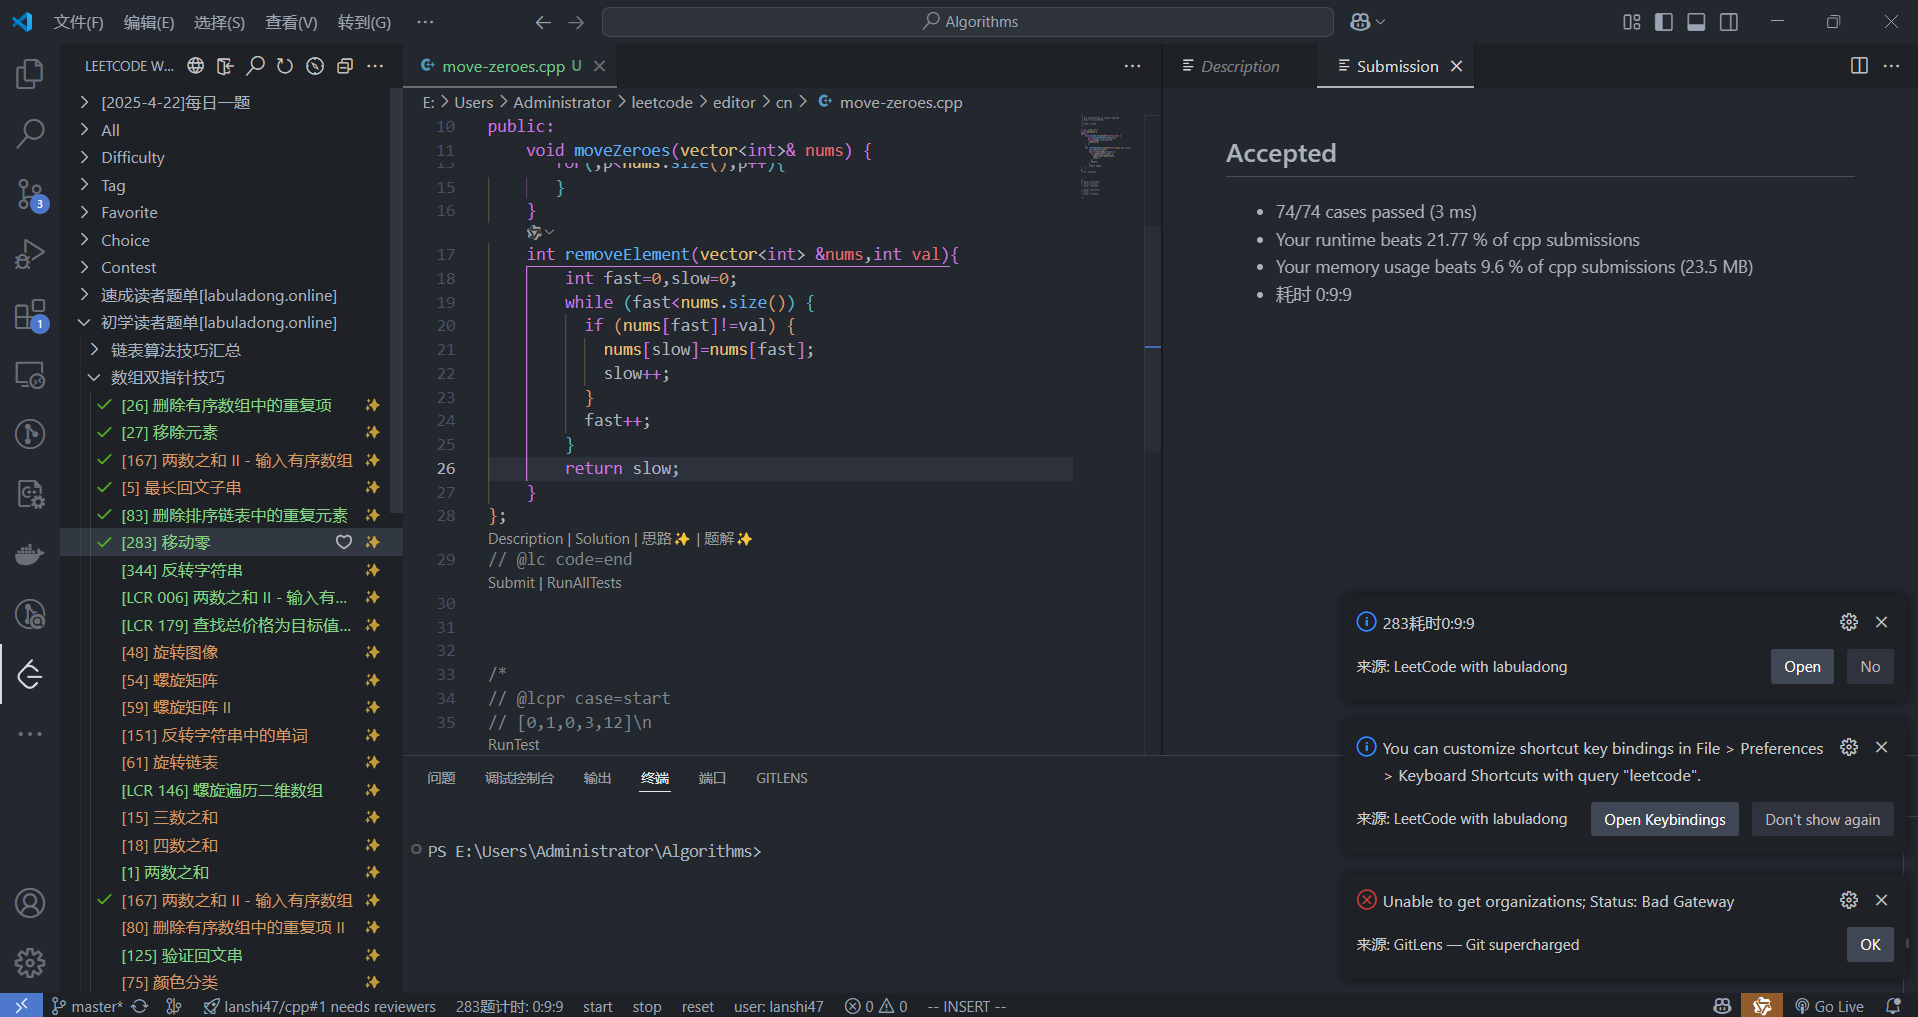 文件(F) 编辑(E) 选择(S) 查看(V) 转到(G) ··· Algorithms
LEETCODE W...
[2025-4-22]每日一题
All
Difficulty
Tag
Favorite
Choice
Contest
速成读者题单[labuladong.online]
初学读者题单[labuladong.online]
链表算法技巧汇总
数组双指针技巧
[26] 删除有序数组中的重复项
[27] 移除元素
[167] 两数之和 II - 输入有序数组
[5] 最长回文子串
[83] 删除排序链表中的重复元素
[283] 移动零
[344] 反转字符串
[LCR 006] 两数之和 II - 输入有...
[LCR 179] 查找总价格为目标值...
[48] 旋转图像
[54] 螺旋矩阵
[59] 螺旋矩阵 II
[151] 反转字符串中的单词
[61] 旋转链表
[LCR 146] 螺旋遍历二维数组
[15] 三数之和
[18] 四数之和
[1] 两数之和
[167] 两数之和 II - 输入有序数组
[80] 删除有序数组中的重复项 II
[125] 验证回文串
[75] 颜色分类
3
1
move-zeroes.cpp U
E: > Users > Administrator > leetcode > editor > cn > move-zeroes.cpp
10 public:
11 void moveZeroes(vector<int>& nums) {
for(;p<nums.size();p++){
15 }
16 }
17 int removeElement(vector<int> &nums,int val){
18 int fast=0,slow=0;
19 while (fast<nums.size()) {
20 if (nums[fast]!=val) {
21 nums[slow]=nums[fast];
22 slow++;
23 }
24 fast++;
25 }
26 return slow;
27 }
28 };
Description | Solution | 思路✨ | 题解✨
29 // @lc code=end
Submit | RunAllTests
30
31
32
33 /*
34 // @lcpr case=start
35 // [0,1,0,3,12]\n
RunTest
问题 调试控制台 输出 终端 端口 GITLENS
PS E:\Users\Administrator\Algorithms>
Description Submission
Accepted
• 74/74 cases passed (3 ms)
• Your runtime beats 21.77 % of cpp submissions
• Your memory usage beats 9.6 % of cpp submissions (23.5 MB)
• 耗时 0:9:9
283耗时0:9:9
来源: LeetCode with labuladong Open No
You can customize shortcut key bindings in File > Preferences
> Keyboard Shortcuts with query "leetcode".
来源: LeetCode with labuladong Open Keybindings Don't show again
Unable to get organizations; Status: Bad Gateway
来源: GitLens — Git supercharged OK
master* lanshi47/cpp#1 needs reviewers 283题计时: 0:9:9 start stop reset user: lanshi47 0 0 -- INSERT -- Go Live